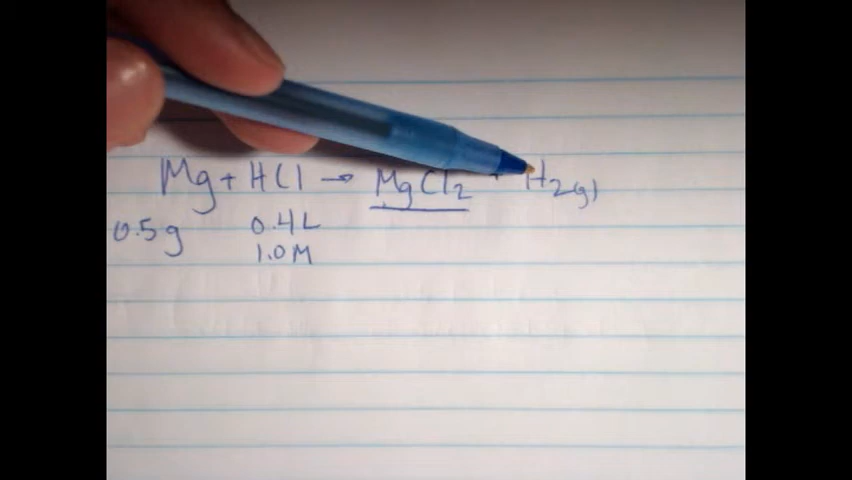 Mg + HCl → MgCl2 + H2(g)
0.5g 0.4L
1.0M